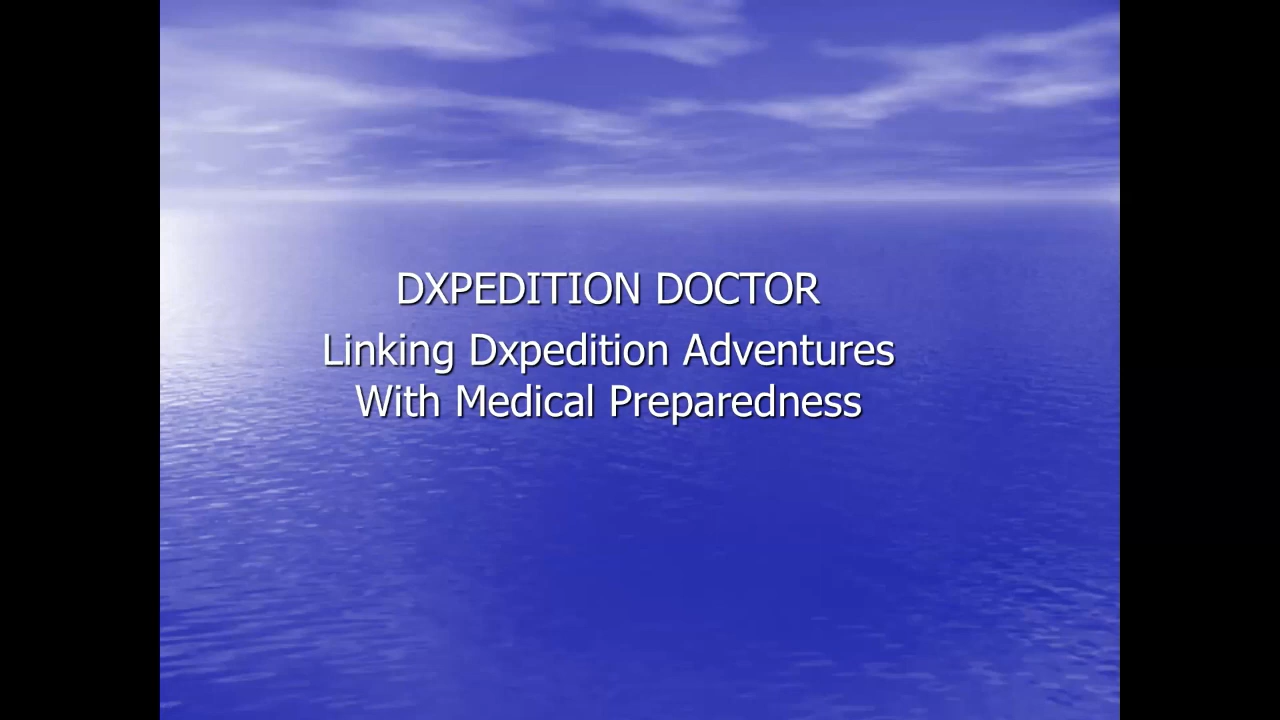 DXPEDITION DOCTOR
Linking Dxpedition Adventures
With Medical Preparedness